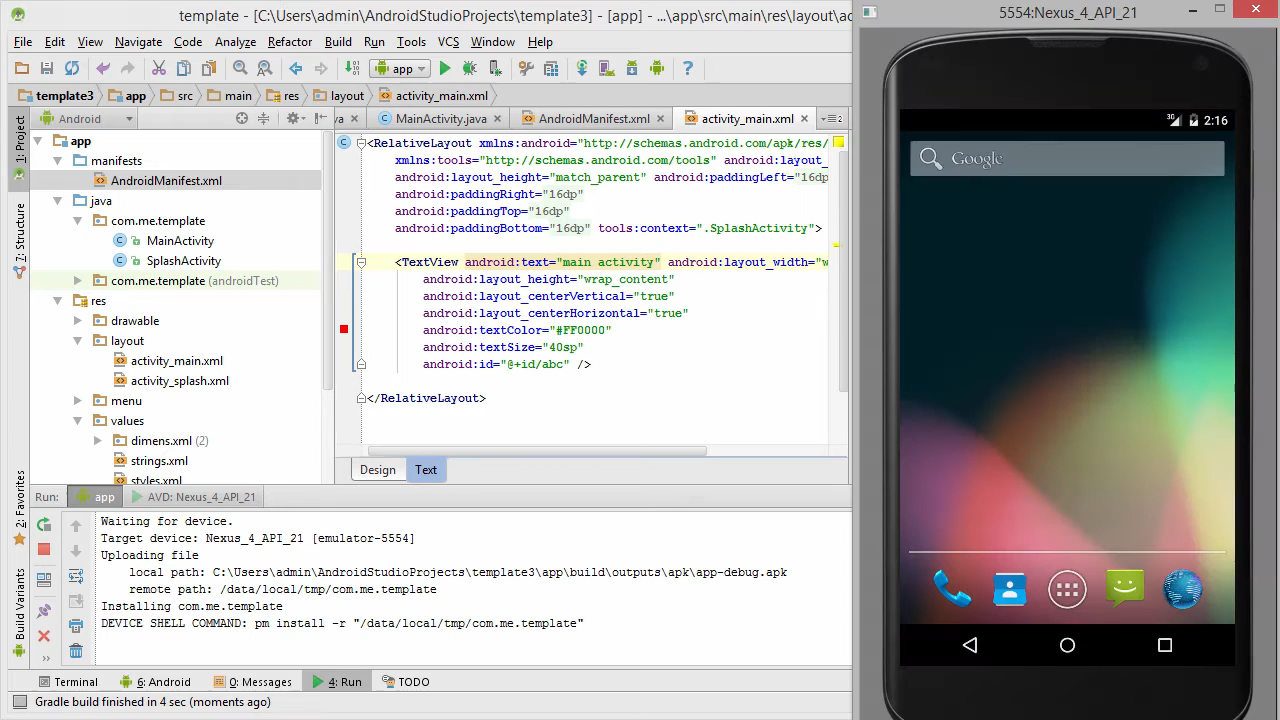 template - [C:\Users\admin\AndroidStudioProjects\template3] - [app] - ...\app\src\main\res\layout\ac
5554:Nexus_4_API_21
File Edit View Navigate Code Analyze Refactor Build Run Tools VCS Window Help
app
template3 app src main res layout activity_main.xml
Android
va MainActivity.java AndroidManifest.xml activity_main.xml
1: Project
7: Structure
2: Favorites
Build Variants
app
manifests
AndroidManifest.xml
java
com.me.template
MainActivity
SplashActivity
com.me.template (androidTest)
res
drawable
layout
activity_main.xml
activity_splash.xml
menu
values
dimens.xml (2)
strings.xml
styles.xml
<RelativeLayout xmlns:android="http://schemas.android.com/apk/res/
xmlns:tools="http://schemas.android.com/tools" android:layout_
android:layout_height="match_parent" android:paddingLeft="16dp
android:paddingRight="16dp"
android:paddingTop="16dp"
android:paddingBottom="16dp" tools:context=".SplashActivity">
<TextView android:text="main activity" android:layout_width="w
android:layout_height="wrap_content"
android:layout_centerVertical="true"
android:layout_centerHorizontal="true"
android:textColor="#FF0000"
android:textSize="40sp"
android:id="@+id/abc" />
</RelativeLayout>
Design Text
Run: app AVD: Nexus_4_API_21
Waiting for device.
Target device: Nexus_4_API_21 [emulator-5554]
Uploading file
local path: C:\Users\admin\AndroidStudioProjects\template3\app\build\outputs\apk\app-debug.apk
remote path: /data/local/tmp/com.me.template
Installing com.me.template
DEVICE SHELL COMMAND: pm install -r "/data/local/tmp/com.me.template"
Terminal 6: Android 0: Messages 4: Run TODO
Gradle build finished in 4 sec (moments ago)
3G 2:16
Google